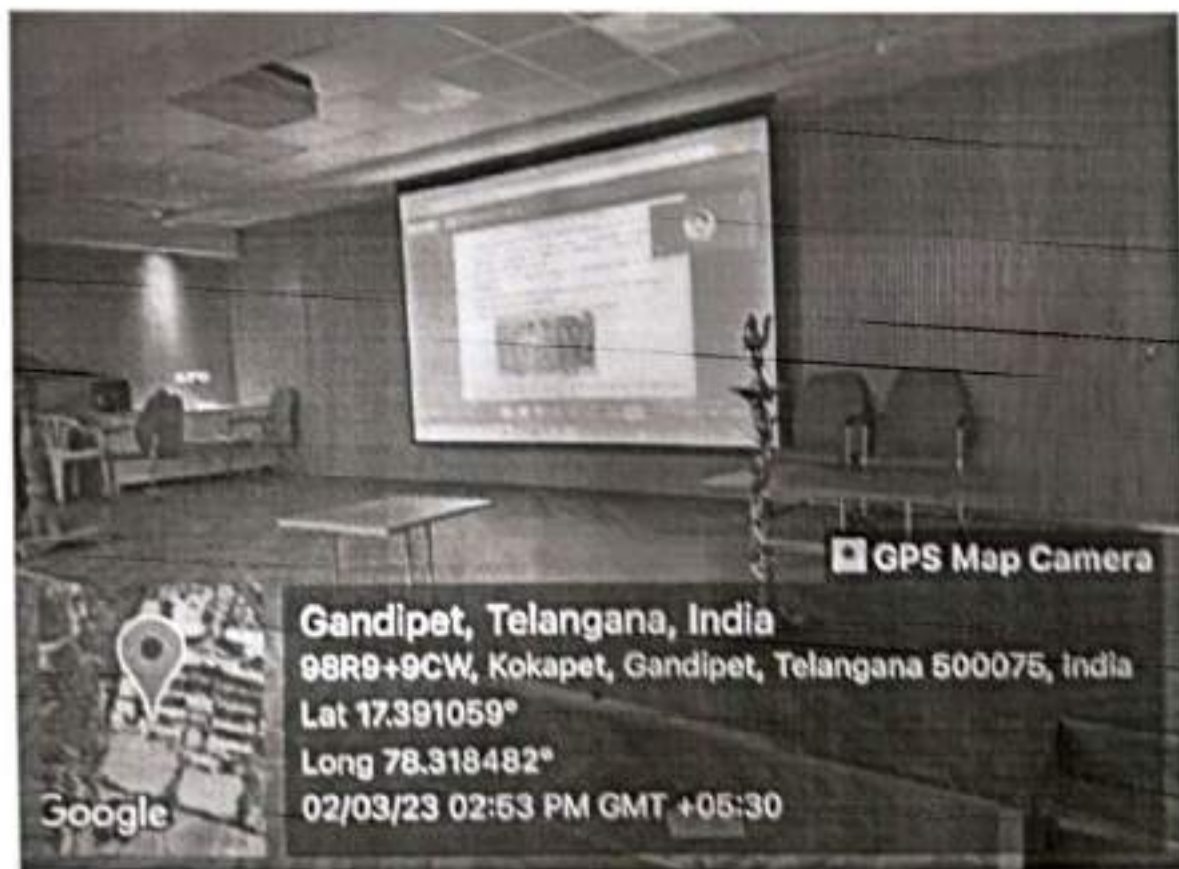 GPS Map Camera
Gandipet, Telangana, India
98R9+9CW, Kokapet, Gandipet, Telangana 500075, India
Lat 17.391059°
Long 78.318482°
02/03/23 02:53 PM GMT +05:30
Google